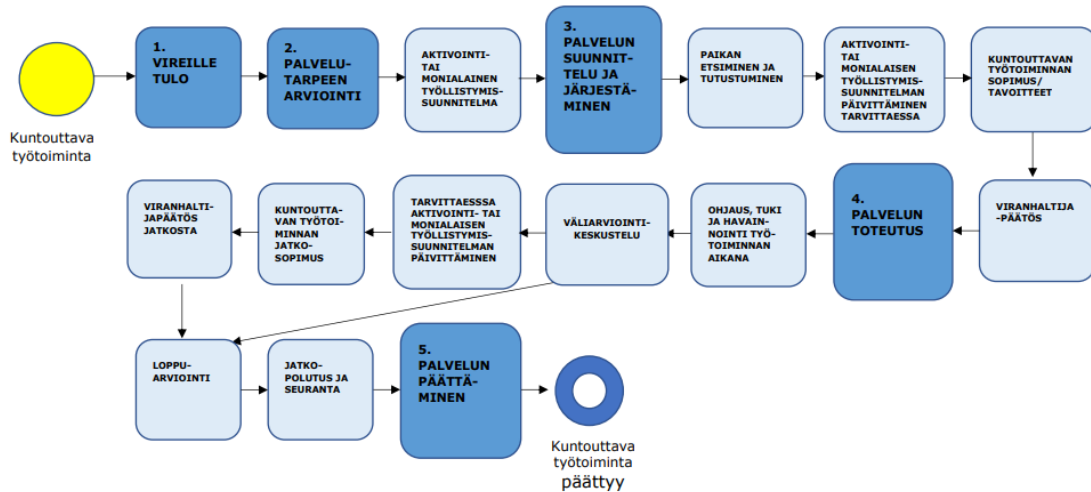 Kuntouttava
työtoiminta
1.
VIREILLE
TULO
2.
PALVELU-
TARPEEN
ARVIOINTI
AKTIVOINTI-
TAI
MONIALAINEN
TYÖLLISTYMIS-
SUUNNITELMA
3.
PALVELUN
SUUNNIT-
TELU JA
JÄRJESTÄ-
MINEN
PAIKAN
ETSIMINEN JA
TUTUSTUMINEN
AKTIVOINTI-
TAI
MONIALAISEN
TYÖLLISTYMIS-
SUUNNITELMAN
PÄIVITTÄMINEN
TARVITTAESSA
KUNTOUTTAVAN
TYÖTOIMINNAN
SOPIMUS/
TAVOITTEET
VIRANHALTIJA
-PÄÄTÖS
4.
PALVELUN
TOTEUTUS
OHJAUS, TUKI
JA HAVAIN-
NOINTI TYÖ-
TOIMINNAN
AIKANA
VÄLIARVIOINTI-
KESKUSTELU
TARVITTAESSSA
AKTIVOINTI- TAI
MONIALAISEN
TYÖLLISTYMIS-
SUUNNITELMAN
PÄIVITTÄMINEN
KUNTOUTTA-
VAN TYÖTOI-
MINNAN
JATKO-
SOPIMUS
VIRANHALTI-
JAPÄÄTÖS
JATKOSTA
LOPPU-
ARVIOINTI
JATKO-
POLUTUS JA
SEURANTA
5.
PALVELUN
PÄÄTTÄ-
MINEN
Kuntouttava
työtoiminta
päättyy